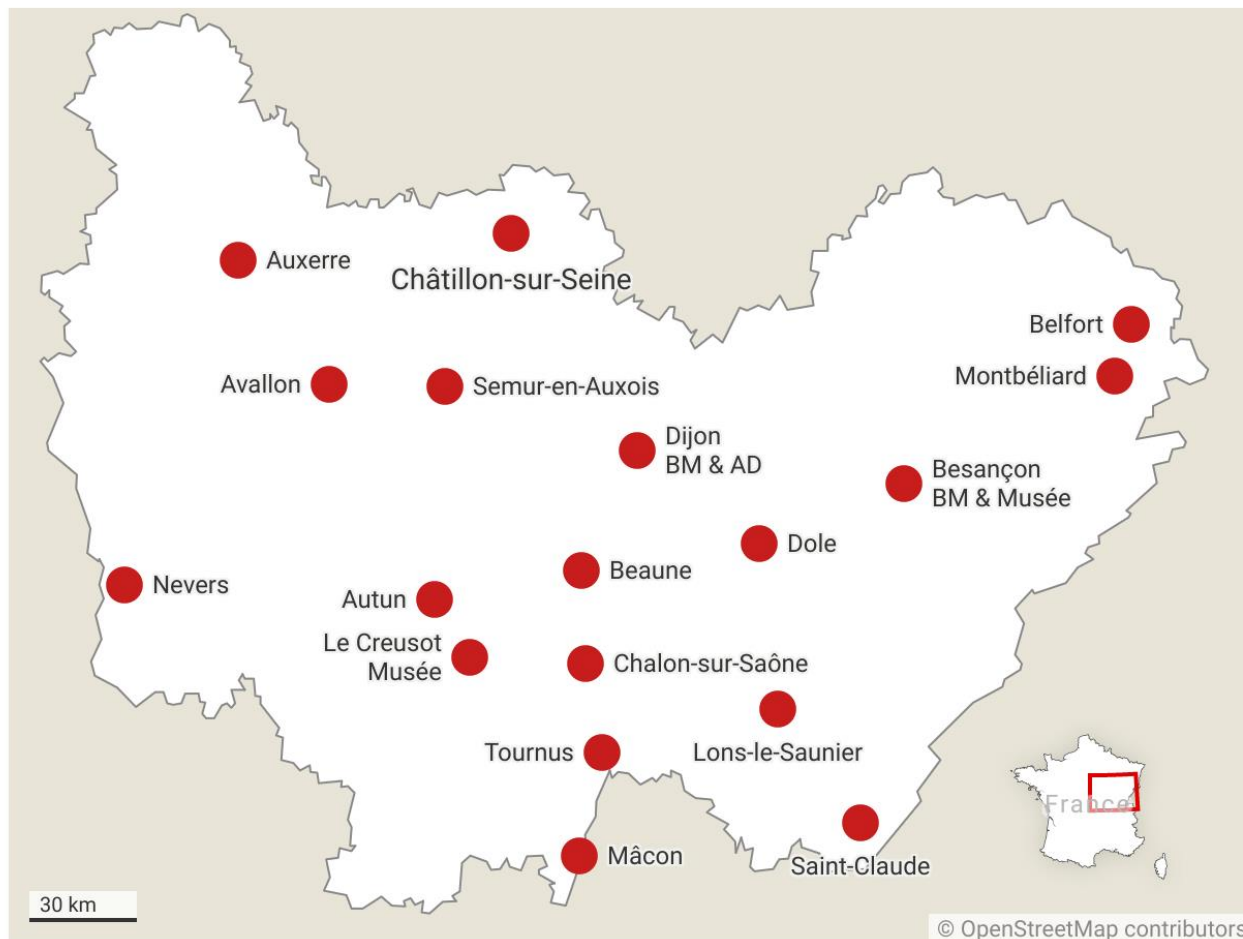 Auxerre
Châtillon-sur-Seine
Belfort
Avallon
Semur-en-Auxois
Montbéliard
Dijon
BM & AD
Besançon
BM & Musée
Dole
Beaune
Nevers
Autun
Le Creusot
Musée
Chalon-sur-Saône
Tournus
Lons-le-Saunier
France
Mâcon
Saint-Claude
30 km
© OpenStreetMap contributors